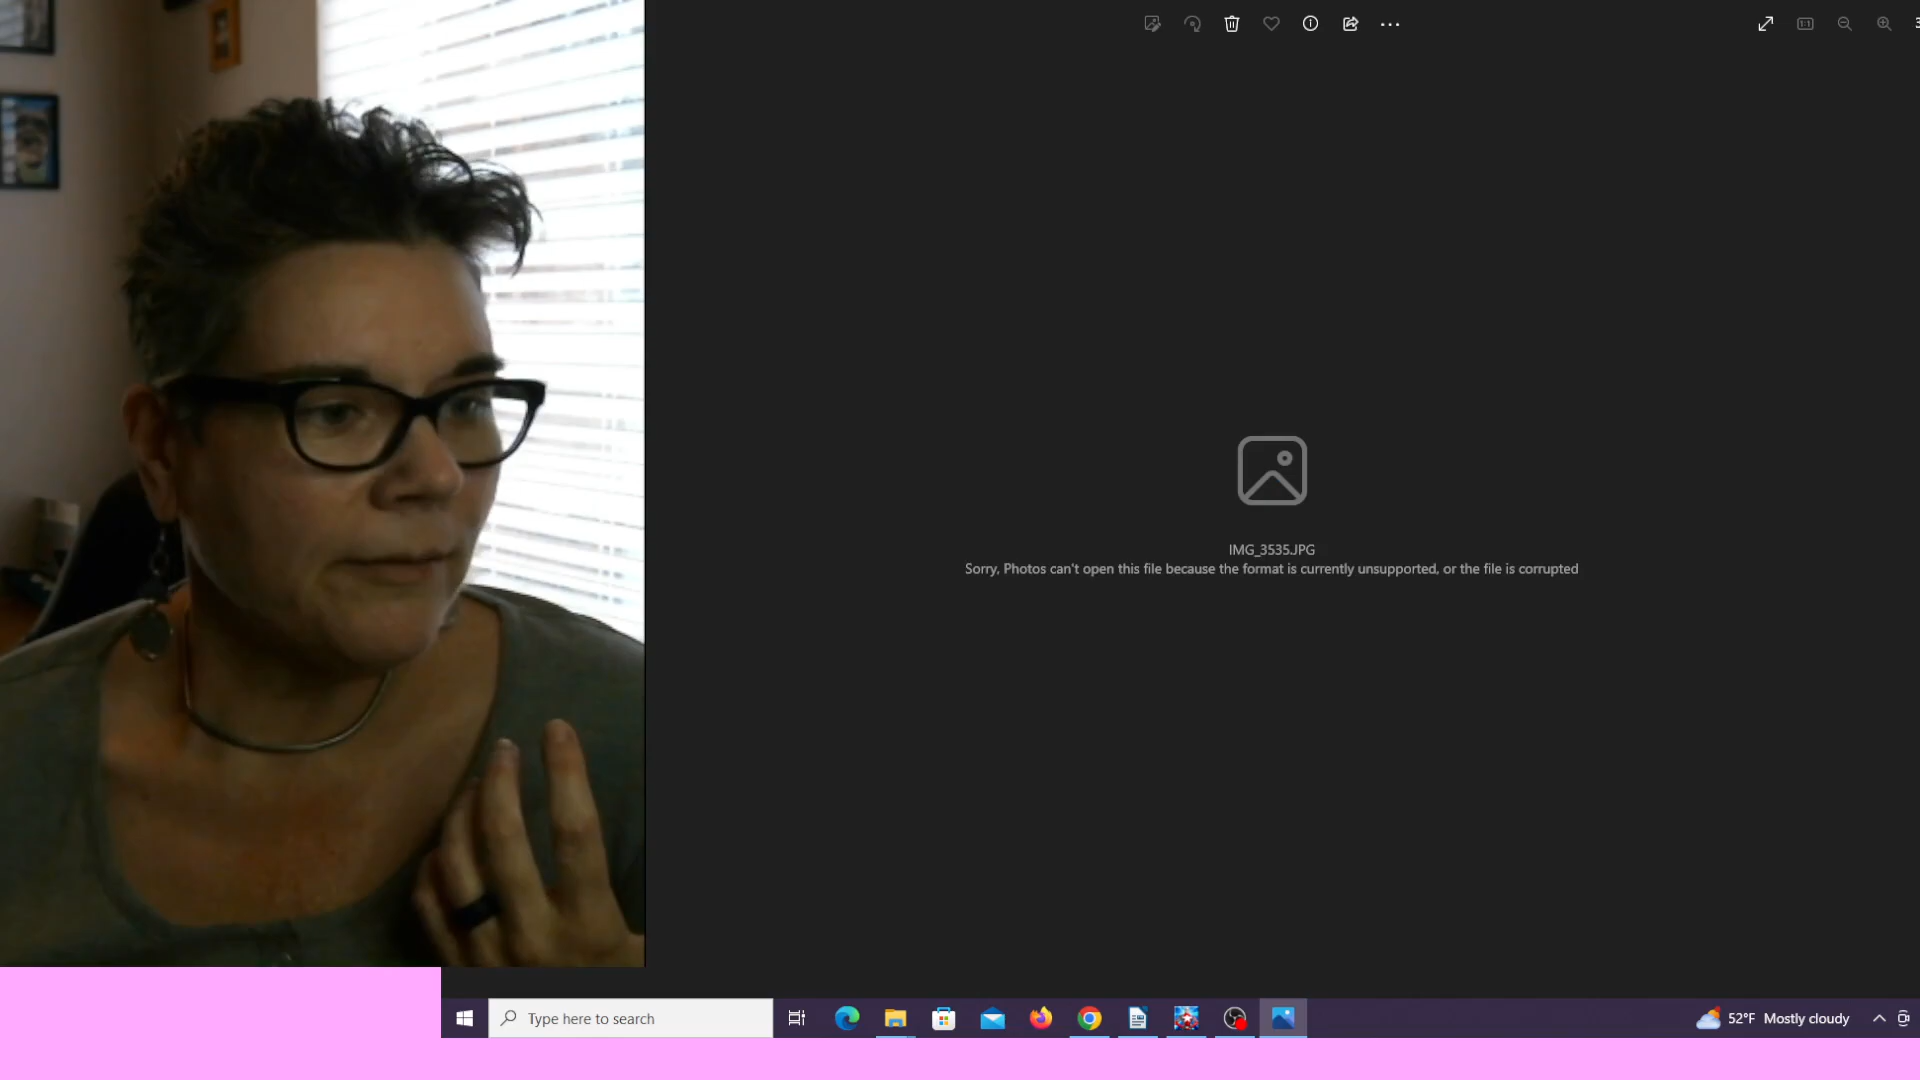 IMG_3535.JPG
Sorry, Photos can't open this file because the format is currently unsupported, or the file is corrupted
Type here to search
52°F Mostly cloudy